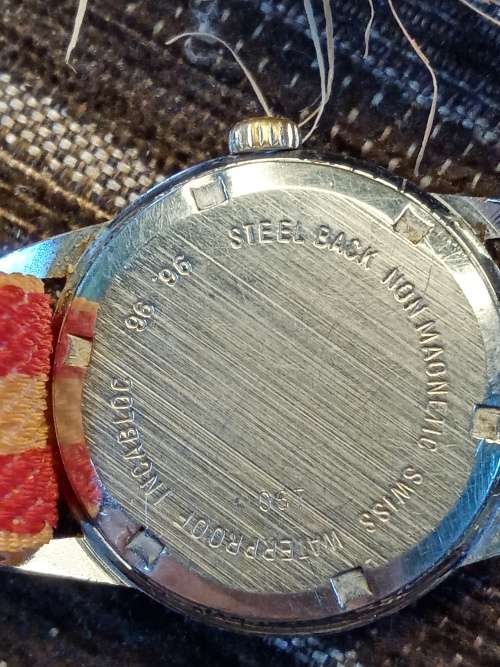 STEEL BACK NON MAGNETIC SWISS WATERPROOF INCABLOC 96 '96